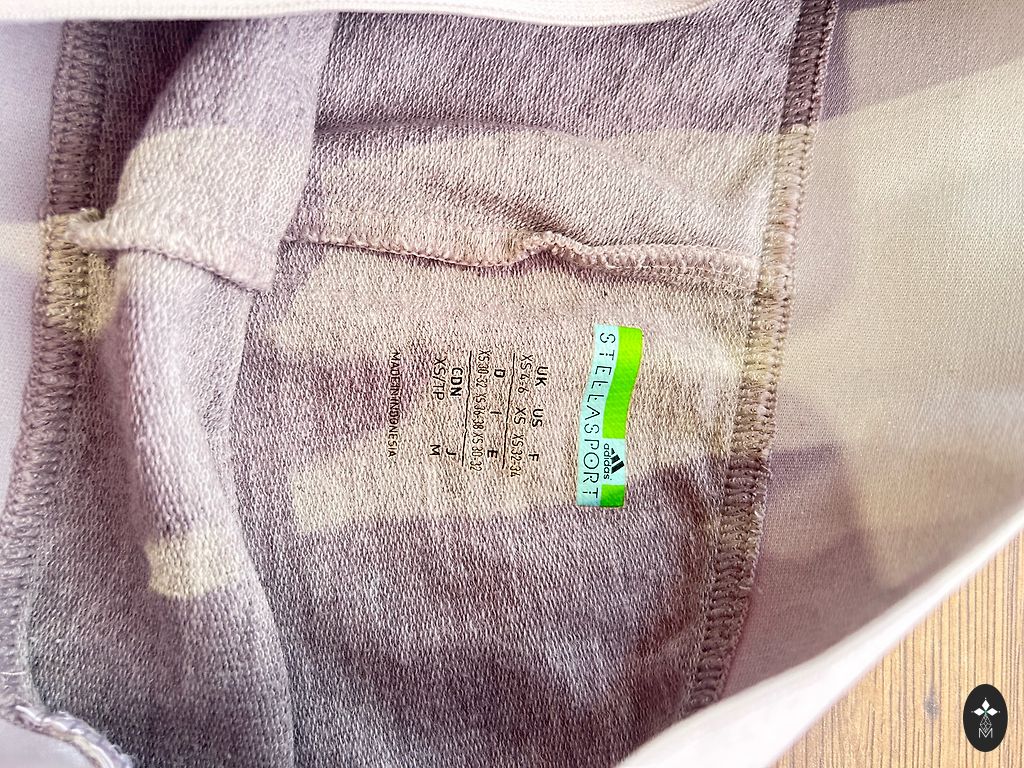 adidas
STELLASPORT
UK US F
XS/4-6 XS XS 32-34
D I E
XS 30-32 XS 36-38 XS 30-32
CDN J
XS/TP M
MADE IN INDONESIA
M